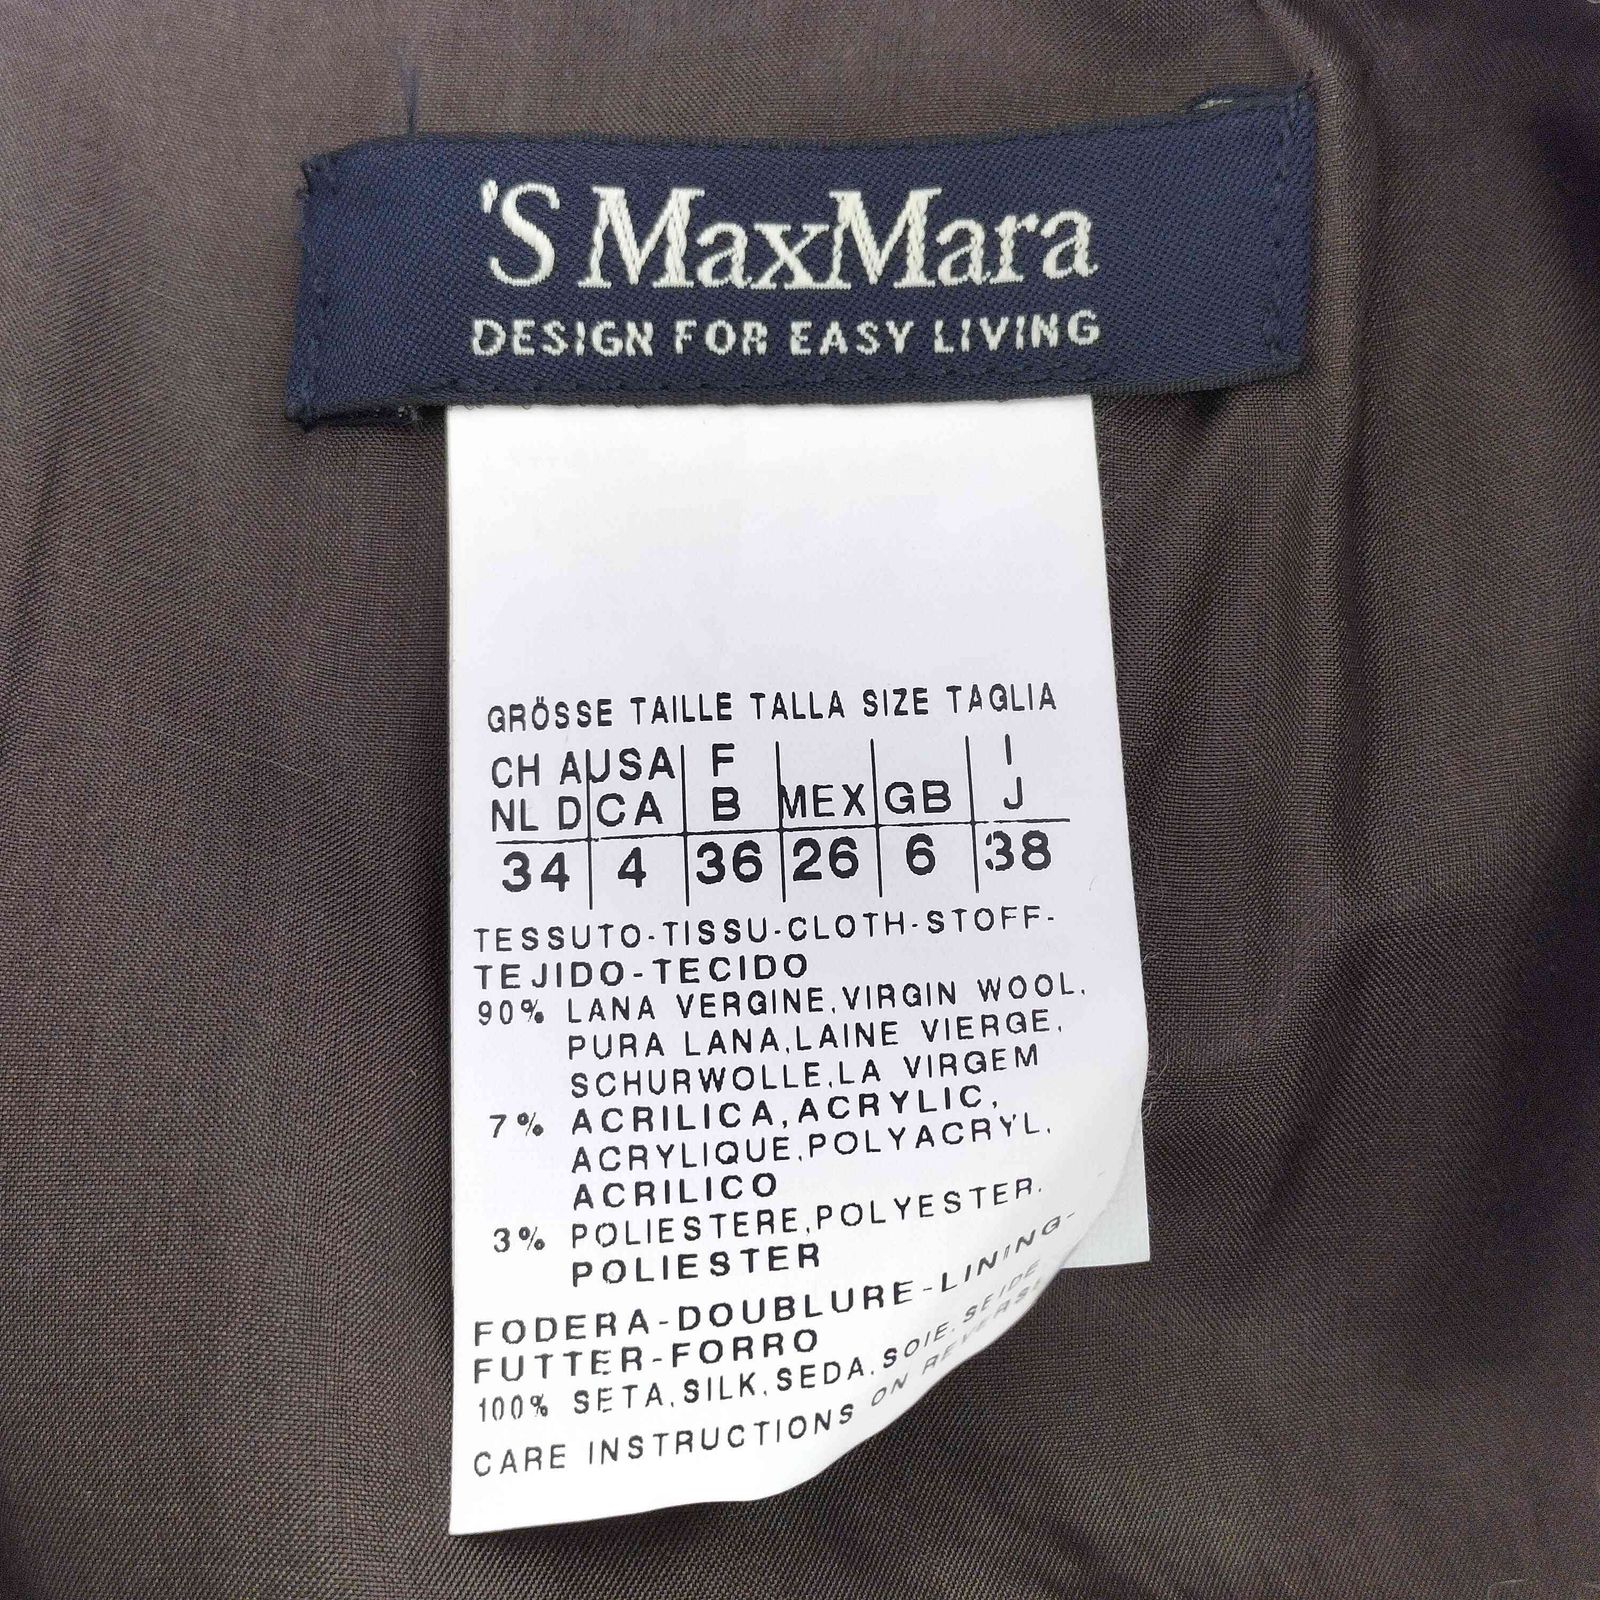 'S MaxMara
DESIGN FOR EASY LIVING
GRÖSSE TAILLE TALLA SIZE TAGLIA
CH A USA F I
NL D CA B MEX GB J
34 4 36 26 6 38
TESSUTO-TISSU-CLOTH-STOFF-
TEJIDO-TECIDO
90% LANA VERGINE,VIRGIN WOOL,
PURA LANA,LAINE VIERGE,
SCHURWOLLE,LA VIRGEM
7% ACRILICA,ACRYLIC,
ACRYLIQUE,POLYACRYL,
ACRILICO
3% POLIESTERE,POLYESTER,
POLIESTER
FODERA-DOUBLURE-LINING-
FUTTER-FORRO
100% SETA,SILK,SEDA,SOIE,SEIDE
CARE INSTRUCTIONS ON REVERSE